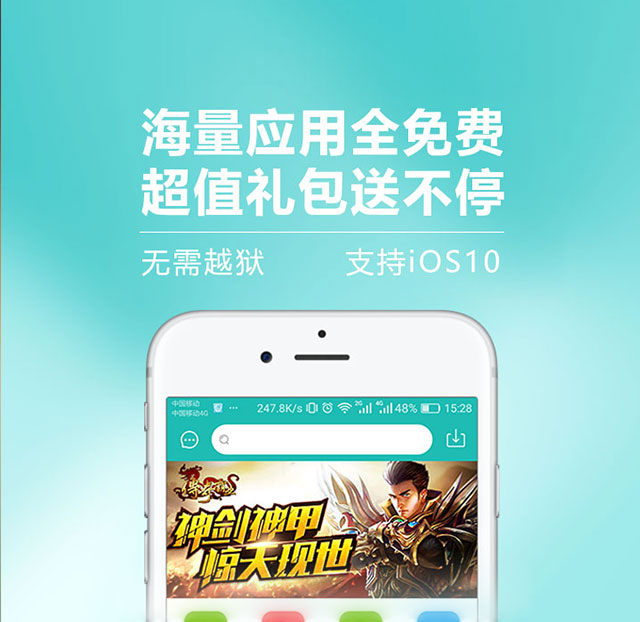 海量应用全免费
超值礼包送不停
无需越狱 支持iOS10
中国移动
中国移动4G ··· 247.8K/s 2G 4G 48% 15:28
神剑神甲
惊天现世